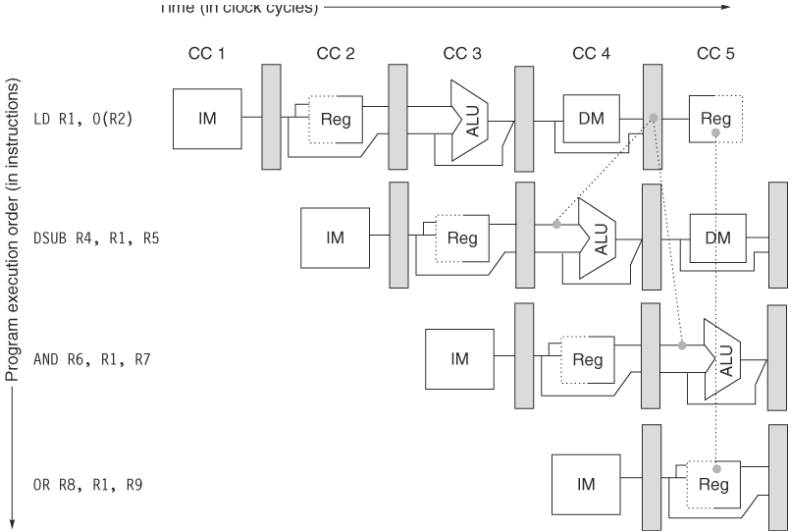 Time (in clock cycles)
CC 1 CC 2 CC 3 CC 4 CC 5
Program execution order (in instructions)
LD R1, 0(R2) IM Reg ALU DM Reg
DSUB R4, R1, R5 IM Reg ALU DM
AND R6, R1, R7 IM Reg ALU
OR R8, R1, R9 IM Reg